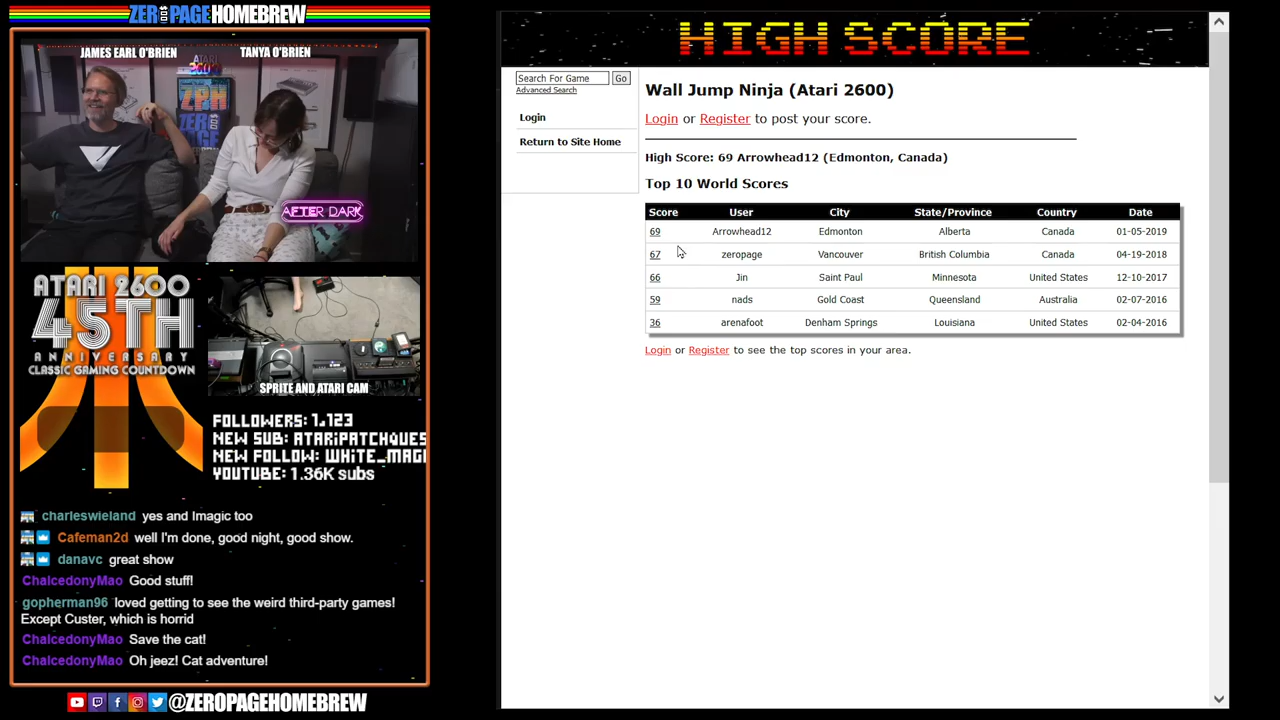 ZEROPAGEHOMEBREW
JAMES EARL O'BRIEN
TANYA O'BRIEN
ATARI
ZPH
ZERO
PAGE
AFTER DARK
ATARI 2600
45TH
ANNIVERSARY
CLASSIC GAMING COUNTDOWN
SPRITE AND ATARI CAM
FOLLOWERS: 1,123
NEW SUB: ATARIPATCHQUES
NEW FOLLOW: WHITE_MAG
YOUTUBE: 1.36K subs
charleswieland yes and Imagic too
Cafeman2d well I'm done, good night, good show.
danavc great show
ChalcedonyMao Good stuff!
gopherman96 loved getting to see the weird third-party games!
Except Custer, which is horrid
ChalcedonyMao Save the cat!
ChalcedonyMao Oh jeez! Cat adventure!
@ZEROPAGEHOMEBREW
HIGH SCORE
Search For Game Go
Advanced Search
Login
Return to Site Home
Wall Jump Ninja (Atari 2600)
Login or Register to post your score.
High Score: 69 Arrowhead12 (Edmonton, Canada)
Top 10 World Scores
Score User City State/Province Country Date
69 Arrowhead12 Edmonton Alberta Canada 01-05-2019
67 zeropage Vancouver British Columbia Canada 04-19-2018
66 Jin Saint Paul Minnesota United States 12-10-2017
59 nads Gold Coast Queensland Australia 02-07-2016
36 arenafoot Denham Springs Louisiana United States 02-04-2016
Login or Register to see the top scores in your area.